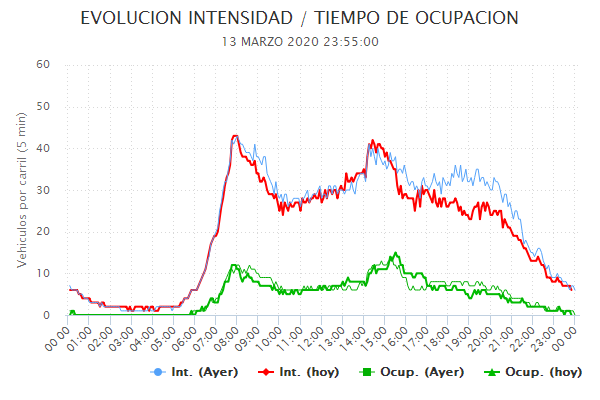 EVOLUCION INTENSIDAD / TIEMPO DE OCUPACION
13 MARZO 2020 23:55:00
Vehiculos por carril (5 min)
60
50
40
30
20
10
0
00:00 01:00 02:00 03:00 04:00 05:00 06:00 07:00 08:00 09:00 10:00 11:00 12:00 13:00 14:00 15:00 16:00 17:00 18:00 19:00 20:00 21:00 22:00 23:00 00:00
Int. (Ayer) Int. (hoy) Ocup. (Ayer) Ocup. (hoy)